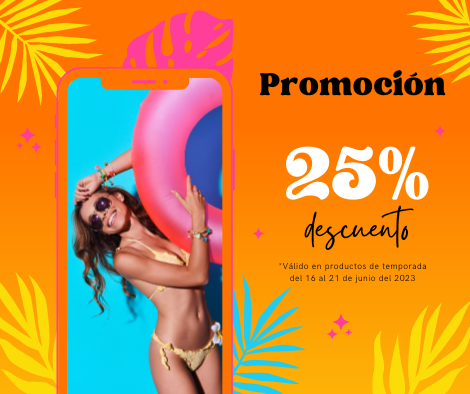 Promoción
25%
descuento
*Válido en productos de temporada
del 16 al 21 de junio del 2023